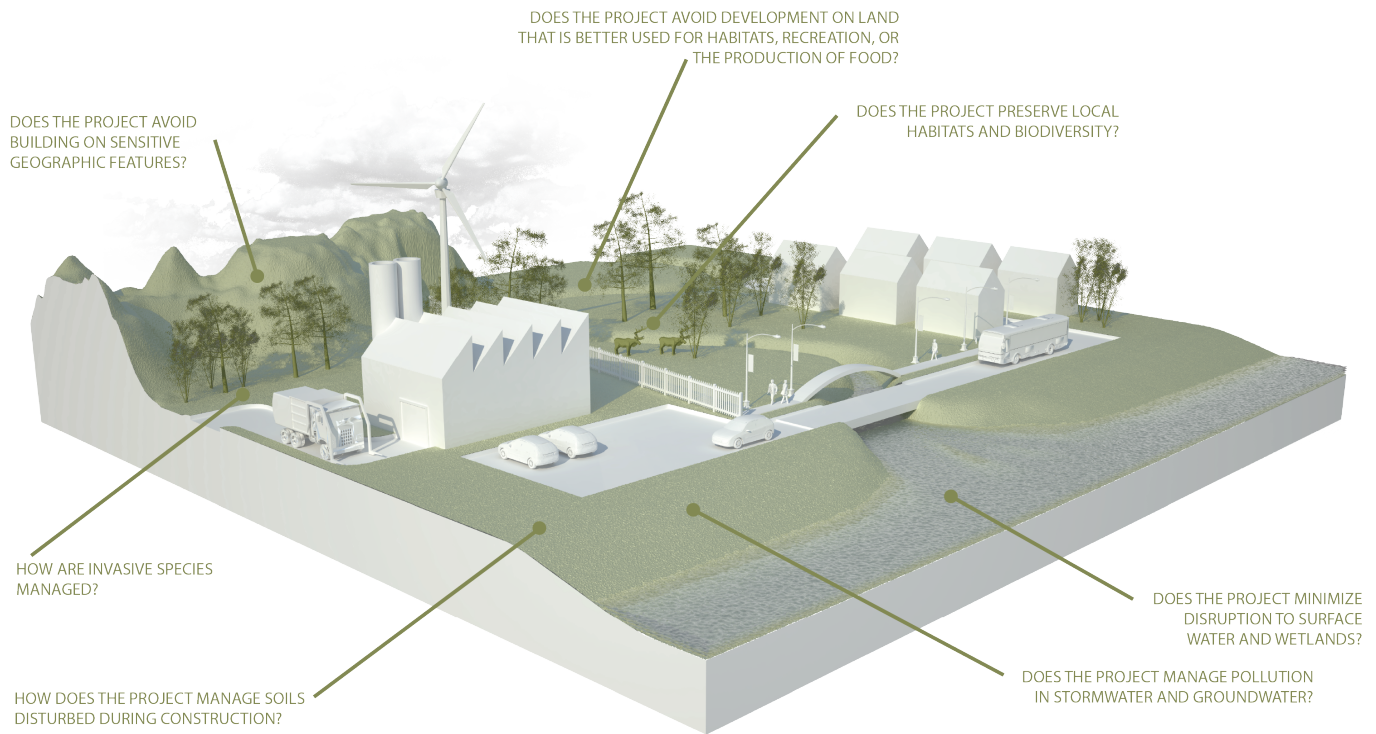 DOES THE PROJECT AVOID DEVELOPMENT ON LAND
THAT IS BETTER USED FOR HABITATS, RECREATION, OR
THE PRODUCTION OF FOOD?
DOES THE PROJECT PRESERVE LOCAL
HABITATS AND BIODIVERSITY?
DOES THE PROJECT AVOID
BUILDING ON SENSITIVE
GEOGRAPHIC FEATURES?
HOW ARE INVASIVE SPECIES
MANAGED?
DOES THE PROJECT MINIMIZE
DISRUPTION TO SURFACE
WATER AND WETLANDS?
DOES THE PROJECT MANAGE POLLUTION
IN STORMWATER AND GROUNDWATER?
HOW DOES THE PROJECT MANAGE SOILS
DISTURBED DURING CONSTRUCTION?